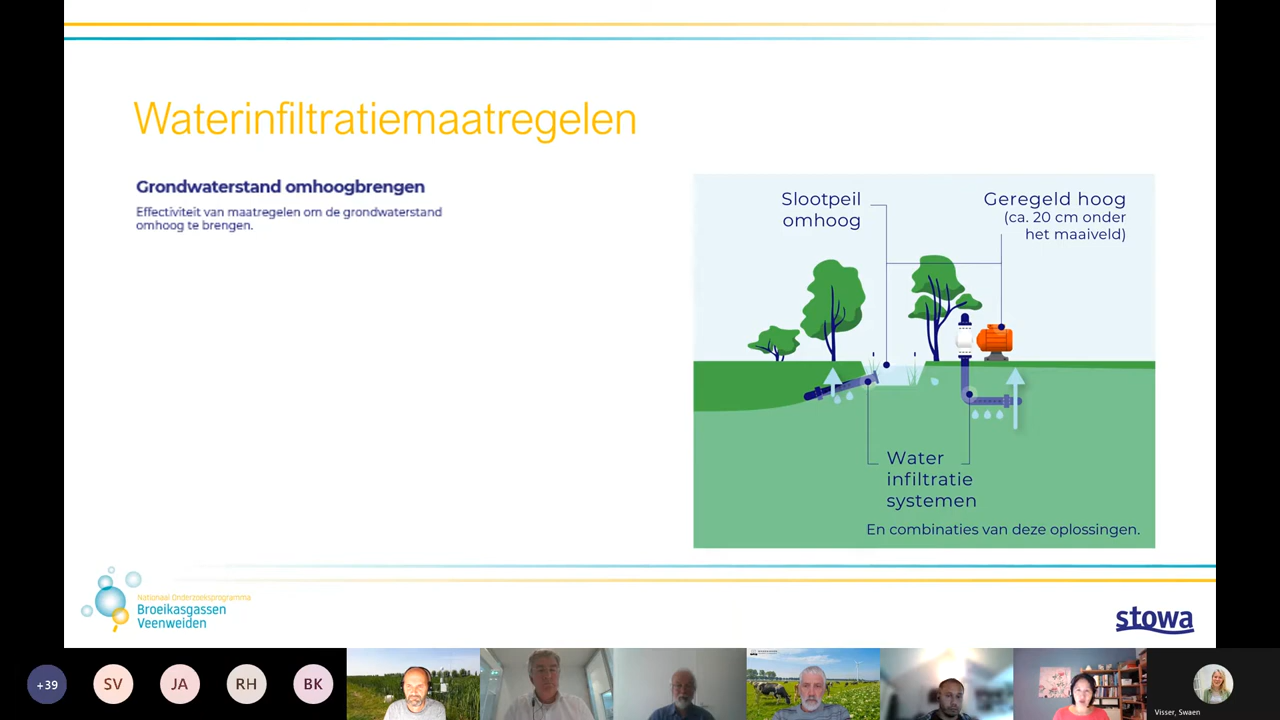 Waterinfiltratiemaatregelen
Grondwaterstand omhoogbrengen
Effectiviteit van maatregelen om de grondwaterstand
omhoog te brengen.
Slootpeil
omhoog
Geregeld hoog
(ca. 20 cm onder
het maaiveld)
Water
infiltratie
systemen
En combinaties van deze oplossingen.
Nationaal Onderzoeksprogramma
Broeikasgassen
Veenweiden
stowa
+39
SV
JA
RH
BK
Visser, Swaen